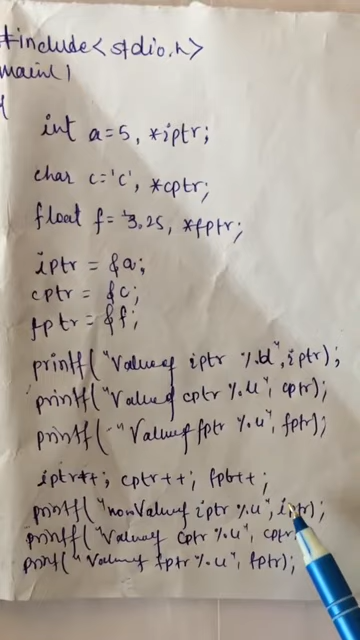 #include<stdio.h>
main()
{
int a=5, *iptr;
char c='c', *cptr;
float f=3.25, *fptr;
iptr = &a;
cptr = &c;
fptr = &f;
printf("Value of iptr %d", iptr);
printf("Value of cptr %u", cptr);
printf("Value of fptr %u", fptr);
iptr++; cptr++; fptr++;
printf("now Value of iptr %u", iptr);
printf("Value of cptr %u", cptr
printf("Value of fptr %u", fptr);